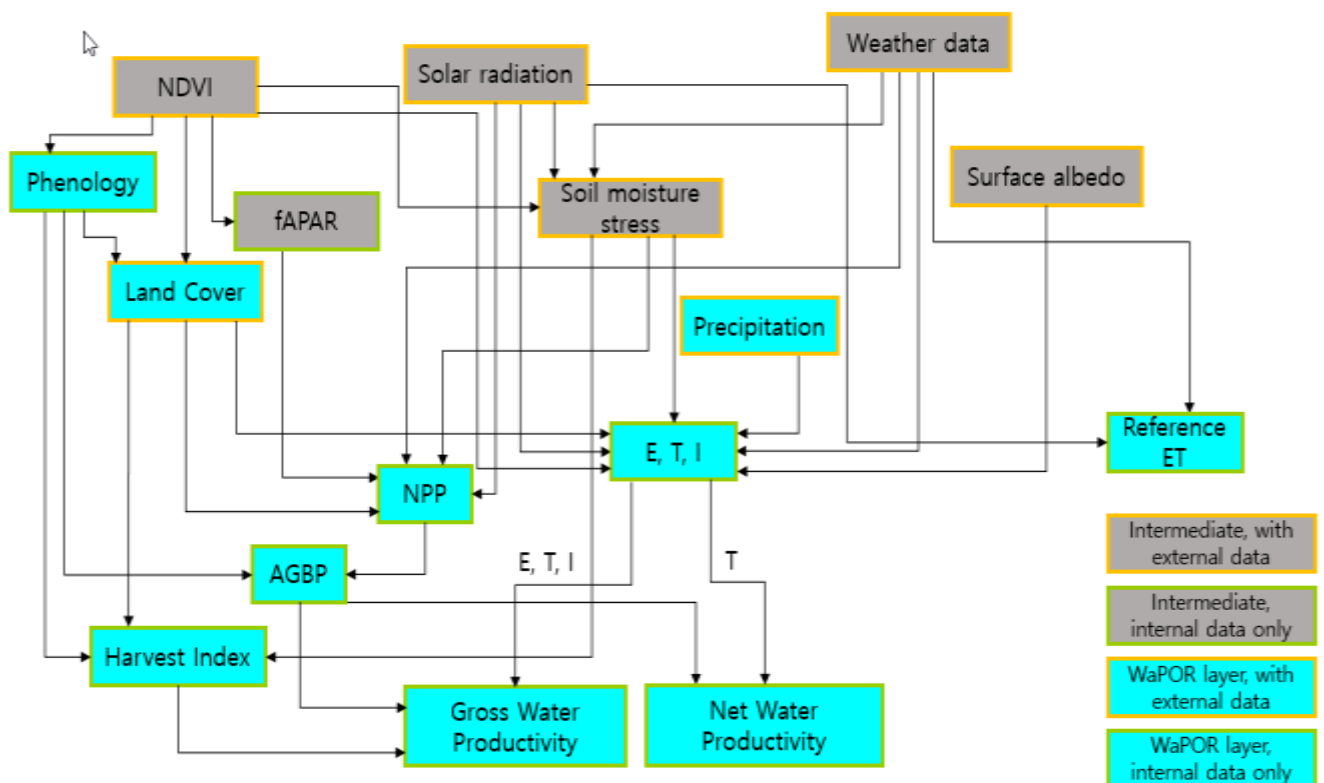 Weather data
Solar radiation
NDVI
Phenology
Surface albedo
fAPAR
Soil moisture
stress
Land Cover
Precipitation
E, T, I
Reference
ET
NPP
Intermediate, with
external data
AGBP
E, T, I
T
Intermediate,
internal data only
Harvest Index
WaPOR layer, with
external data
Gross Water
Productivity
Net Water
Productivity
WaPOR layer,
internal data only